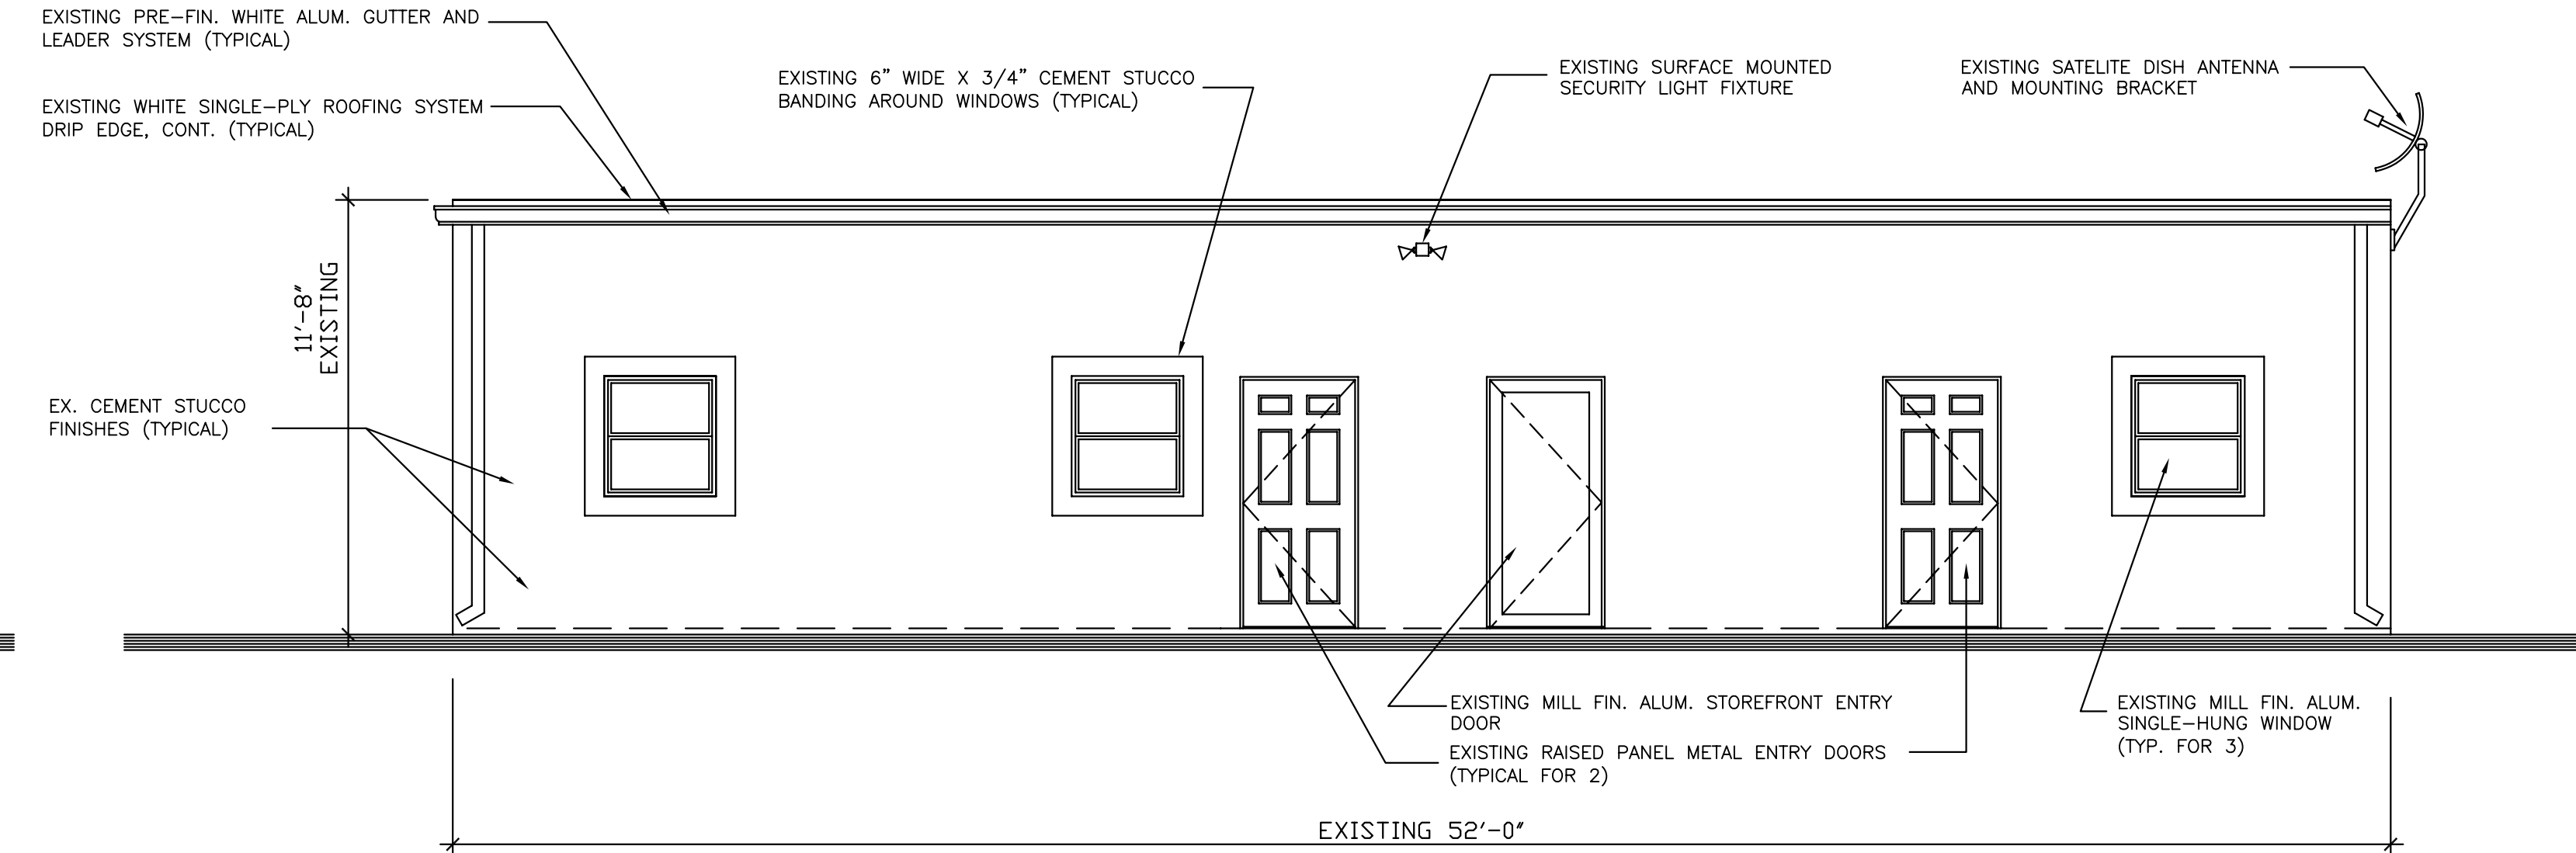 EXISTING PRE-FIN. WHITE ALUM. GUTTER AND
LEADER SYSTEM (TYPICAL)
EXISTING WHITE SINGLE-PLY ROOFING SYSTEM
DRIP EDGE, CONT. (TYPICAL)
EXISTING 6" WIDE X 3/4" CEMENT STUCCO
BANDING AROUND WINDOWS (TYPICAL)
EXISTING SURFACE MOUNTED
SECURITY LIGHT FIXTURE
EXISTING SATELITE DISH ANTENNA
AND MOUNTING BRACKET
11'-8"
EXISTING
EX. CEMENT STUCCO
FINISHES (TYPICAL)
EXISTING MILL FIN. ALUM. STOREFRONT ENTRY
DOOR
EXISTING RAISED PANEL METAL ENTRY DOORS
(TYPICAL FOR 2)
EXISTING MILL FIN. ALUM.
SINGLE-HUNG WINDOW
(TYP. FOR 3)
EXISTING 52'-0"